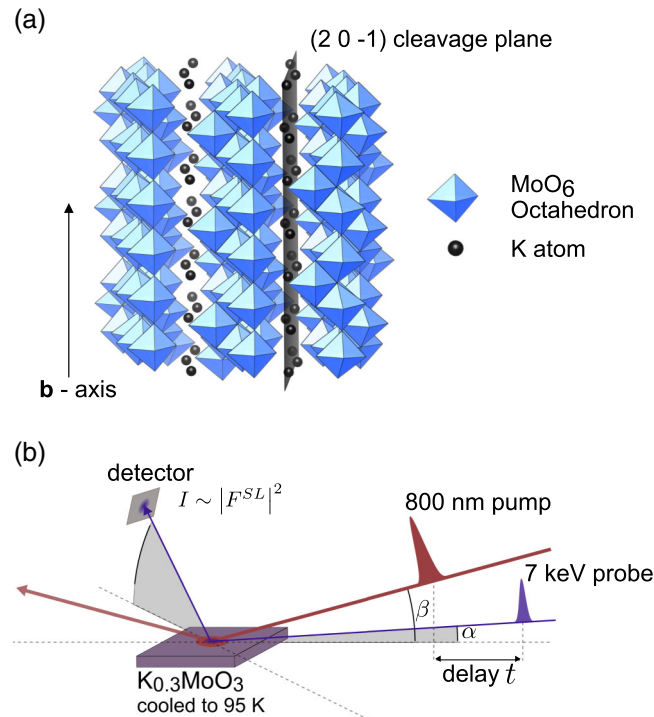 (a)
(2 0 -1) cleavage plane
MoO₆
Octahedron
K atom
b - axis
(b)
detector
I ∼ |F^{SL}|²
800 nm pump
7 keV probe
β
α
delay t
K₀.₃MoO₃
cooled to 95 K